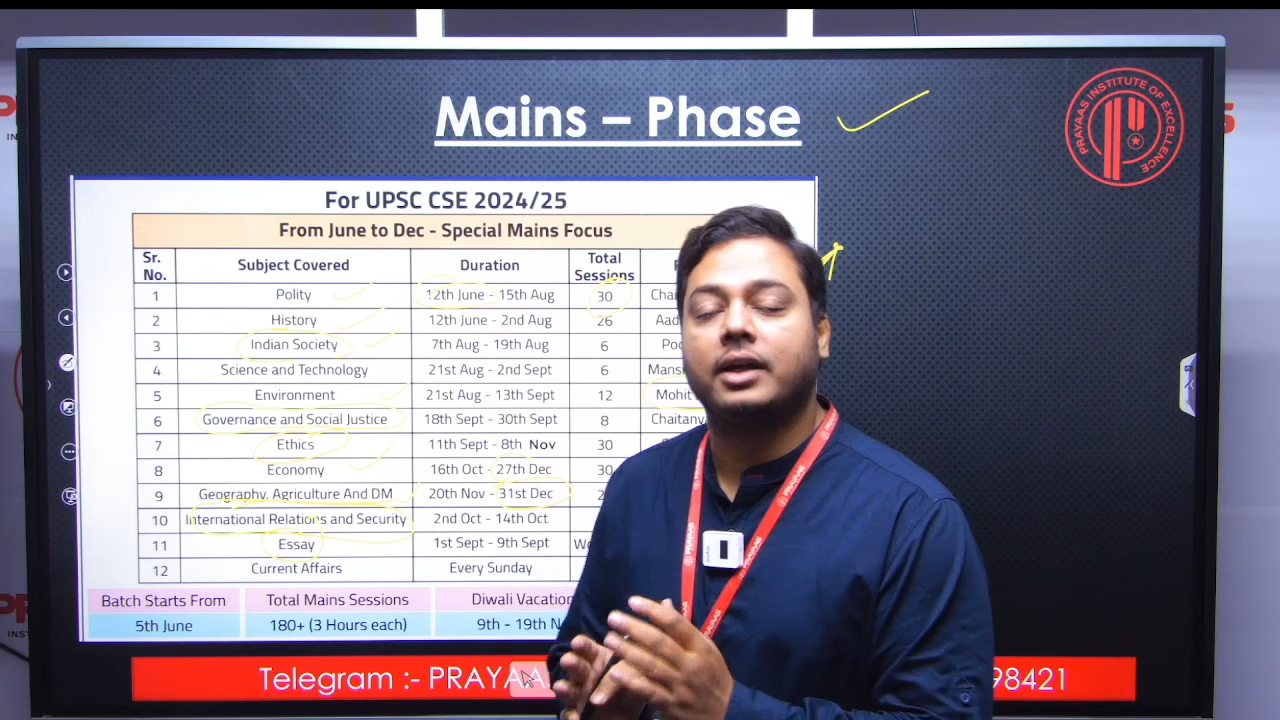 Mains – Phase
PRAYAAS INSTITUTE OF EXCELLENCE
For UPSC CSE 2024/25
From June to Dec - Special Mains Focus
Sr. No. Subject Covered Duration Total Sessions
1 Polity 12th June - 15th Aug 30
2 History 12th June - 2nd Aug 26
3 Indian Society 7th Aug - 19th Aug 6
4 Science and Technology 21st Aug - 2nd Sept 6
5 Environment 21st Aug - 13th Sept 12 Mohit
6 Governance and Social Justice 18th Sept - 30th Sept 8
7 Ethics 11th Sept - 8th Nov 30
8 Economy 16th Oct - 27th Dec 30
9 Geography, Agriculture And DM 20th Nov - 31st Dec
10 International Relations and Security 2nd Oct - 14th Oct
11 Essay 1st Sept - 9th Sept
12 Current Affairs Every Sunday
Batch Starts From Total Mains Sessions Diwali Vacation
5th June 180+ (3 Hours each) 9th - 19th
Telegram :- 98421
PRAYAAS